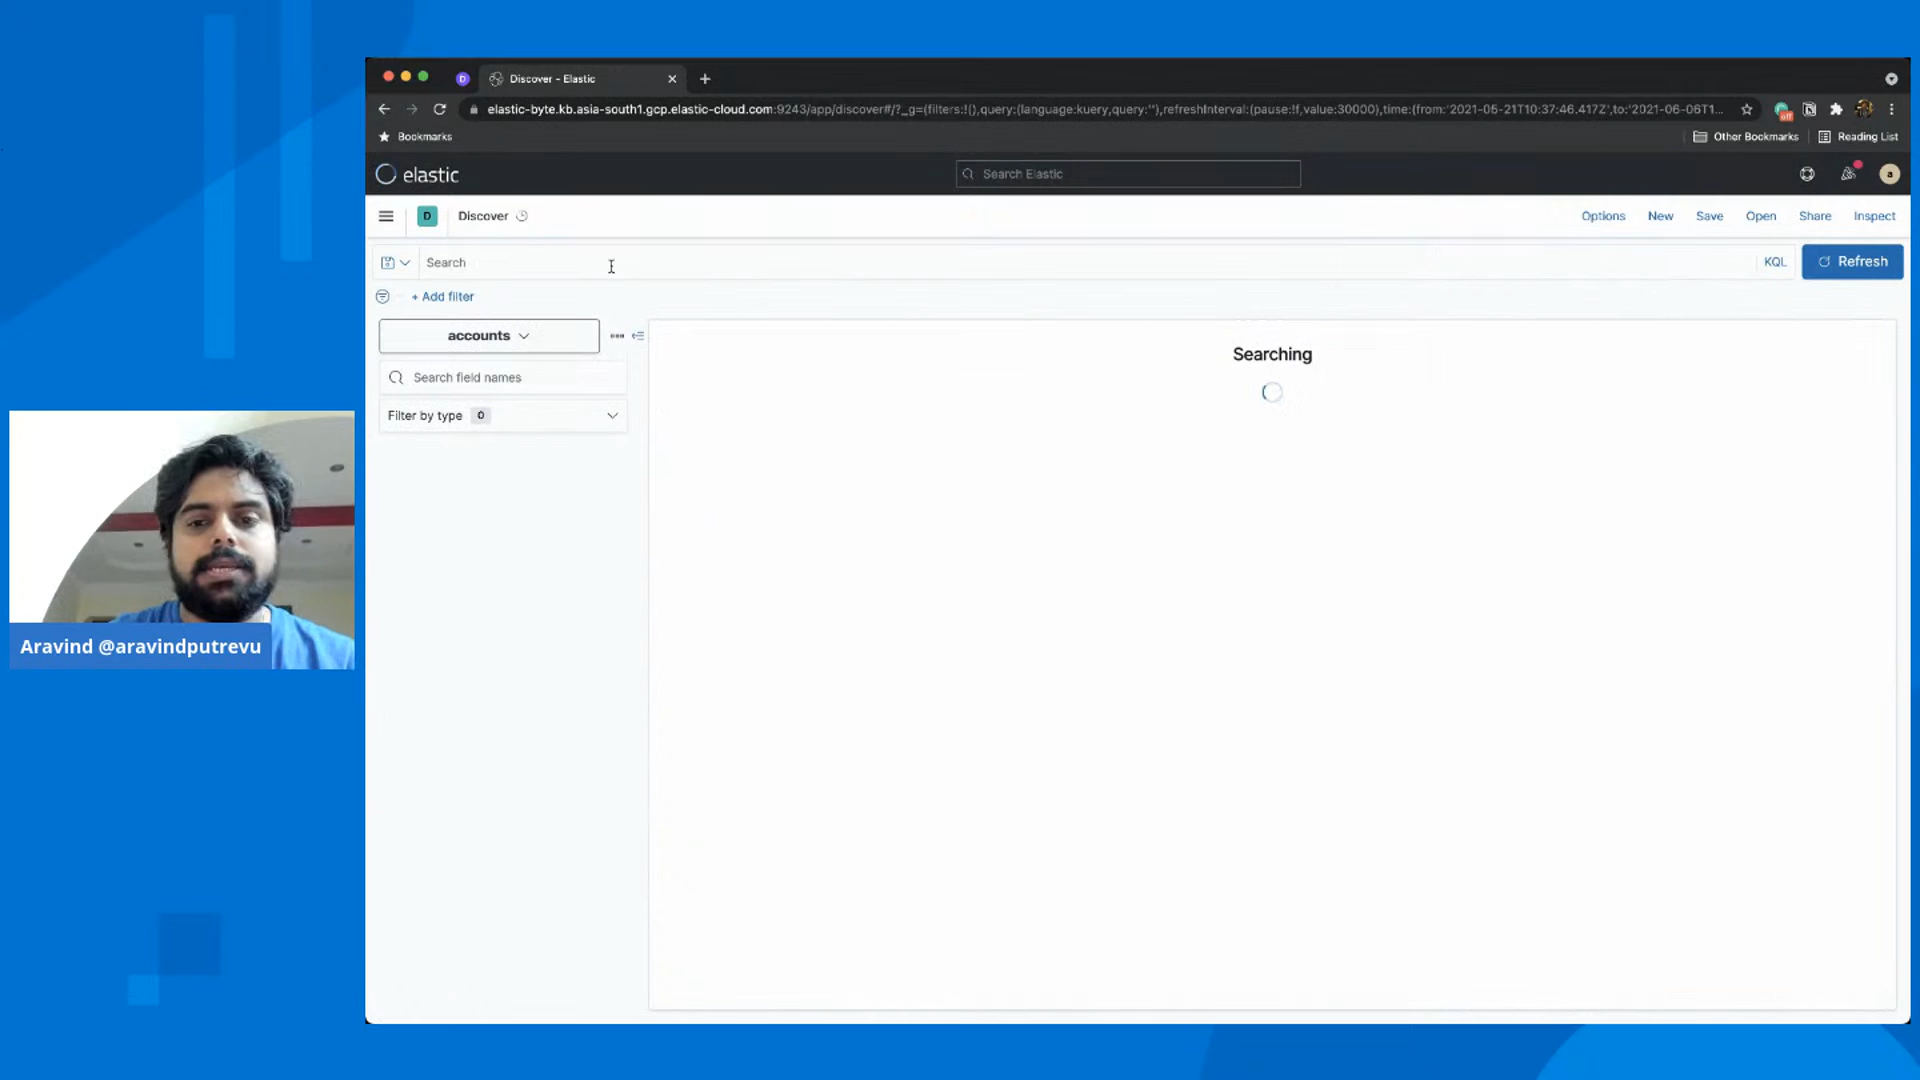 Discover - Elastic
elastic-byte.kb.asia-south1.gcp.elastic-cloud.com:9243/app/discover#/?_g=(filters:!(),query:(language:kuery,query:''),refreshInterval:(pause:!f,value:30000),time:(from:'2021-05-21T10:37:46.417Z',to:'2021-06-06T1...
Bookmarks
Other Bookmarks
Reading List
elastic
Search Elastic
a
D
Discover
Options
New
Save
Open
Share
Inspect
Search
KQL
Refresh
+ Add filter
accounts
Searching
Search field names
Filter by type 0
Aravind @aravindputrevu